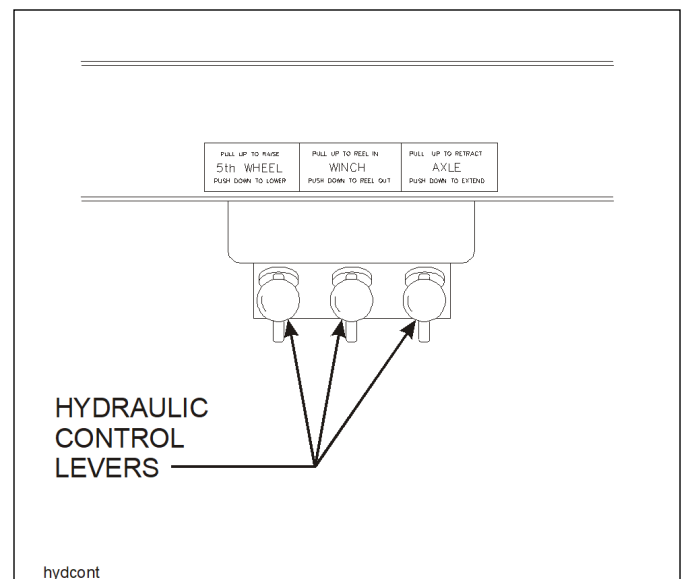 PULL UP TO RAISE
5th WHEEL
PUSH DOWN TO LOWER
PULL UP TO REEL IN
WINCH
PUSH DOWN TO REEL OUT
PULL UP TO RETRACT
AXLE
PUSH DOWN TO EXTEND
HYDRAULIC
CONTROL
LEVERS
hydcont